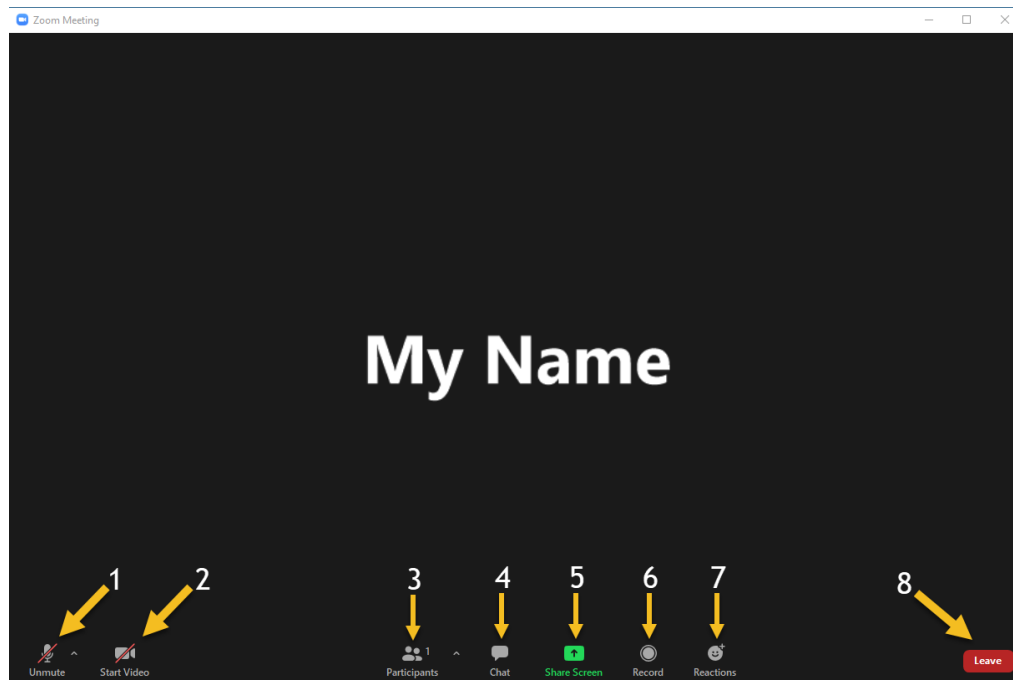 Zoom Meeting
My Name
1 2 3 4 5 6 7 8
1
Unmute Start Video Participants Chat Share Screen Record Reactions Leave